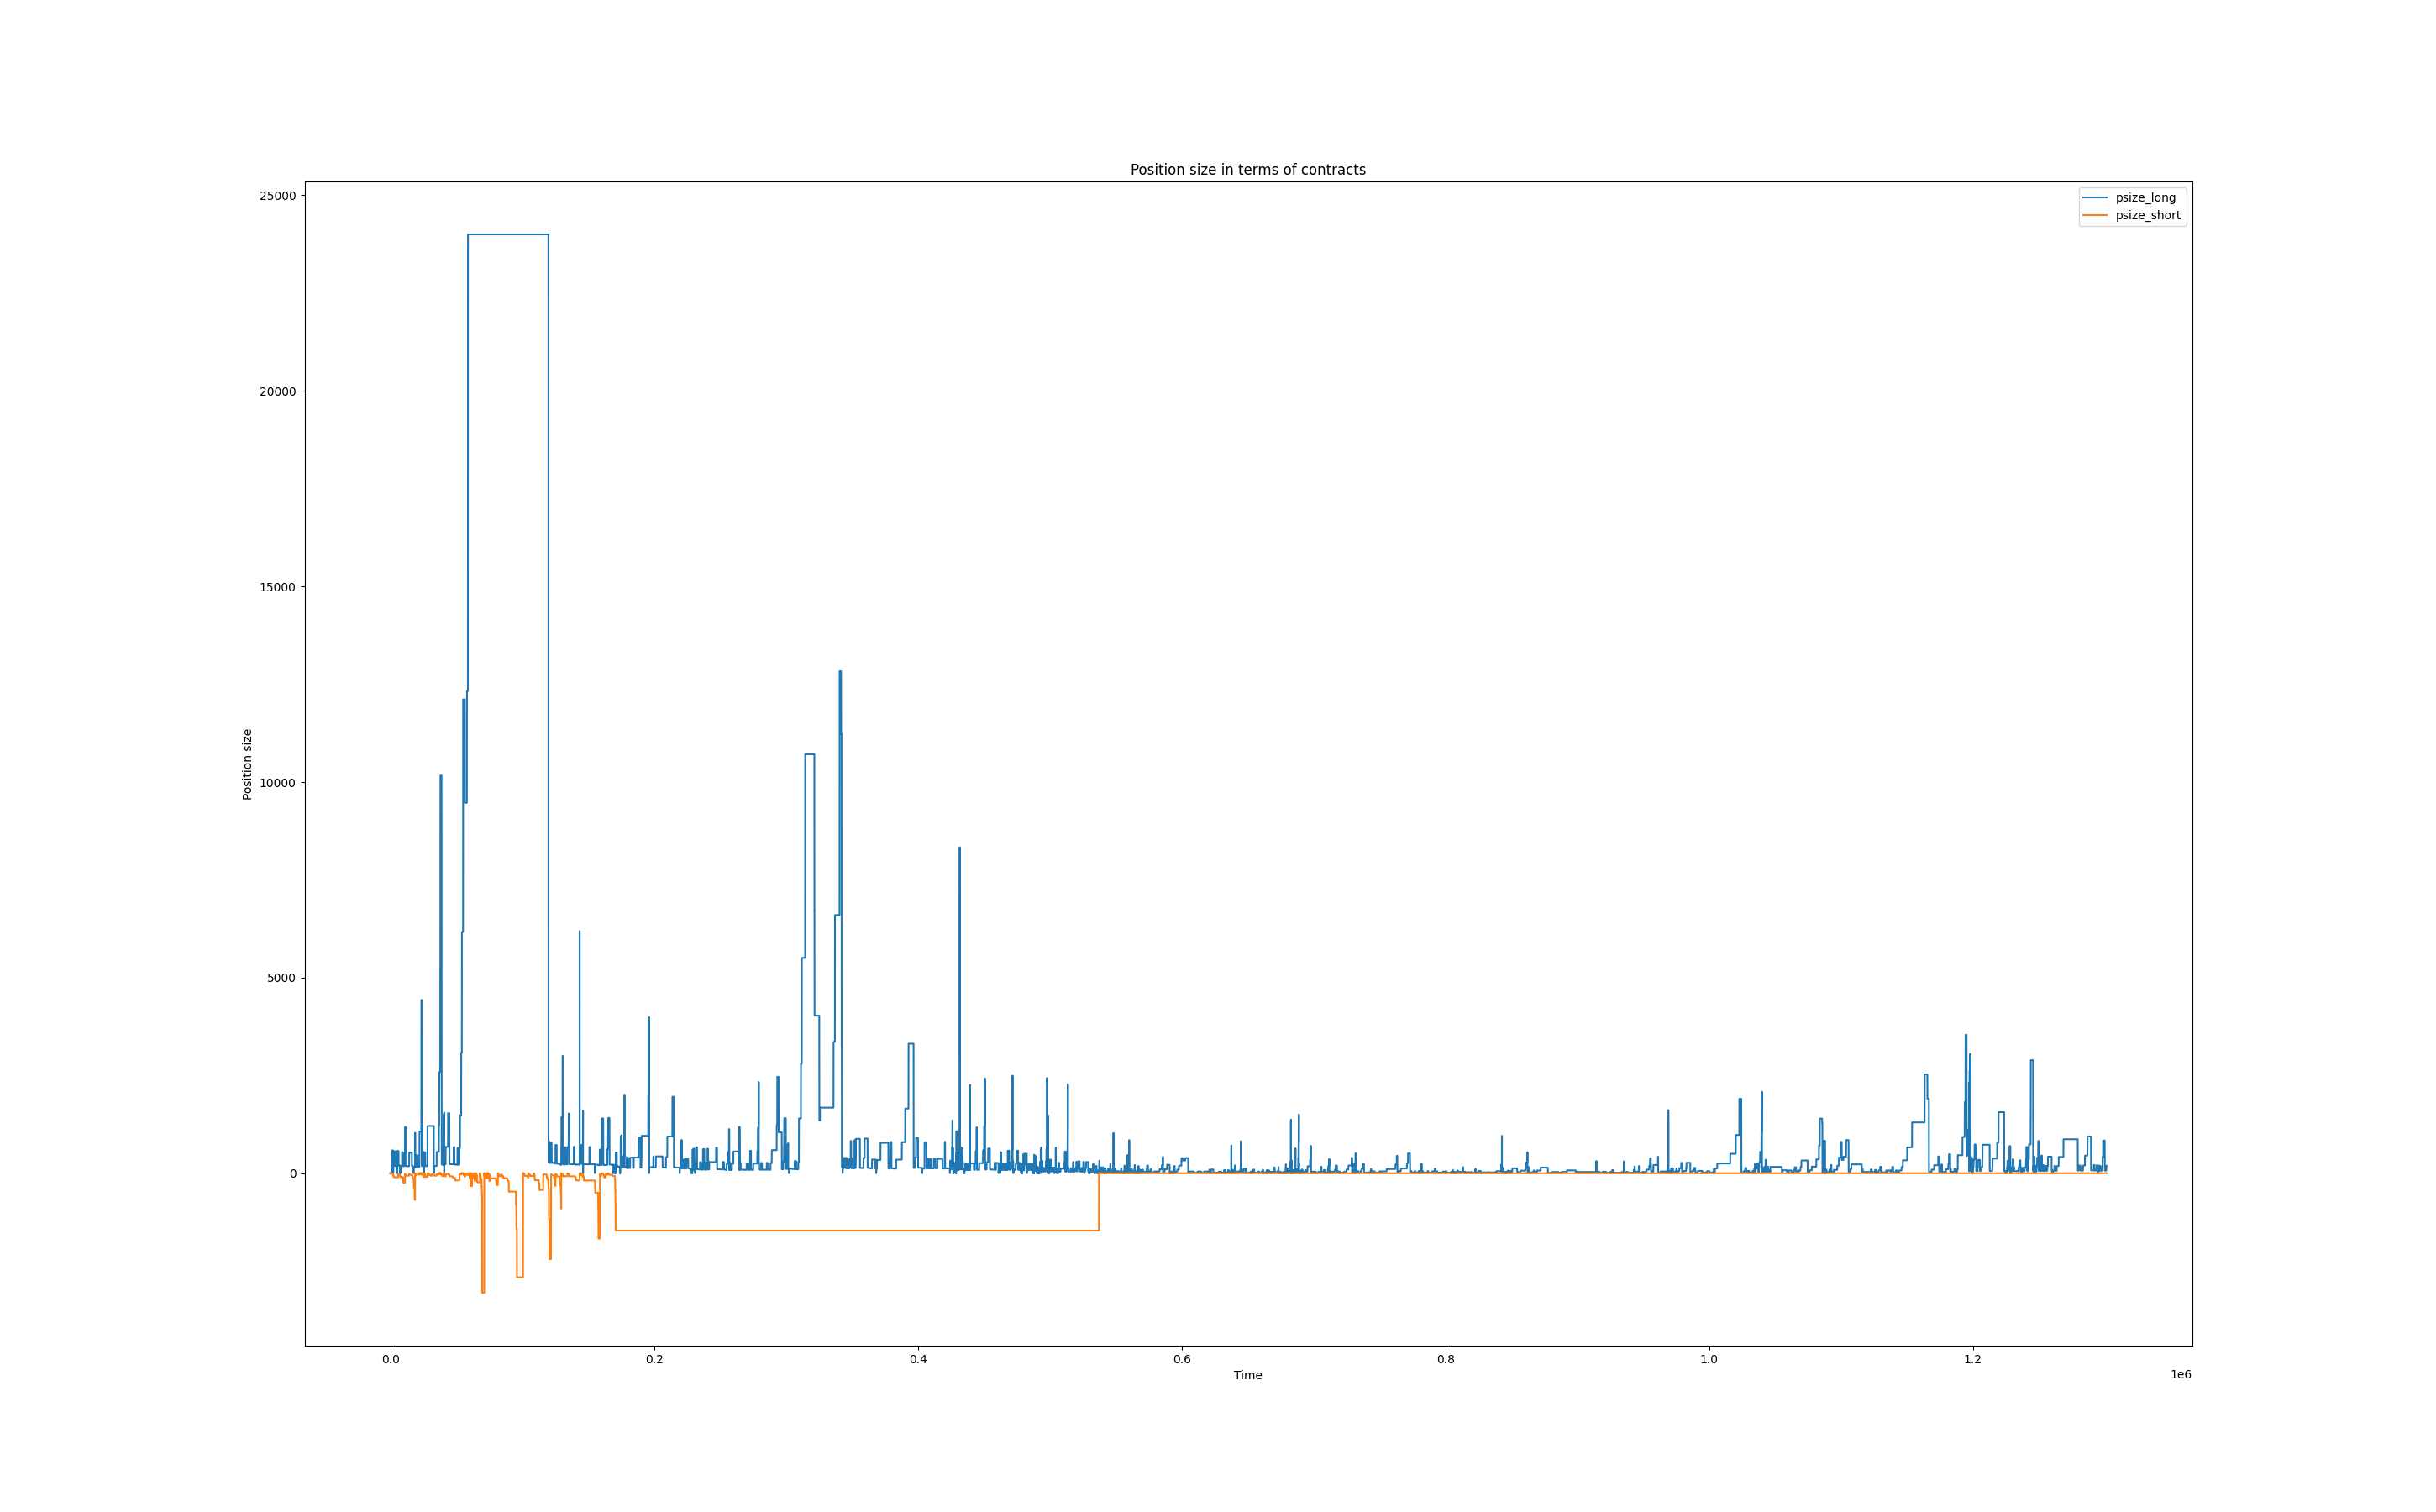 Position size in terms of contracts
psize_long
psize_short
25000
20000
15000
10000
5000
0
Position size
0.0
0.2
0.4
0.6
0.8
1.0
1.2
Time
1e6